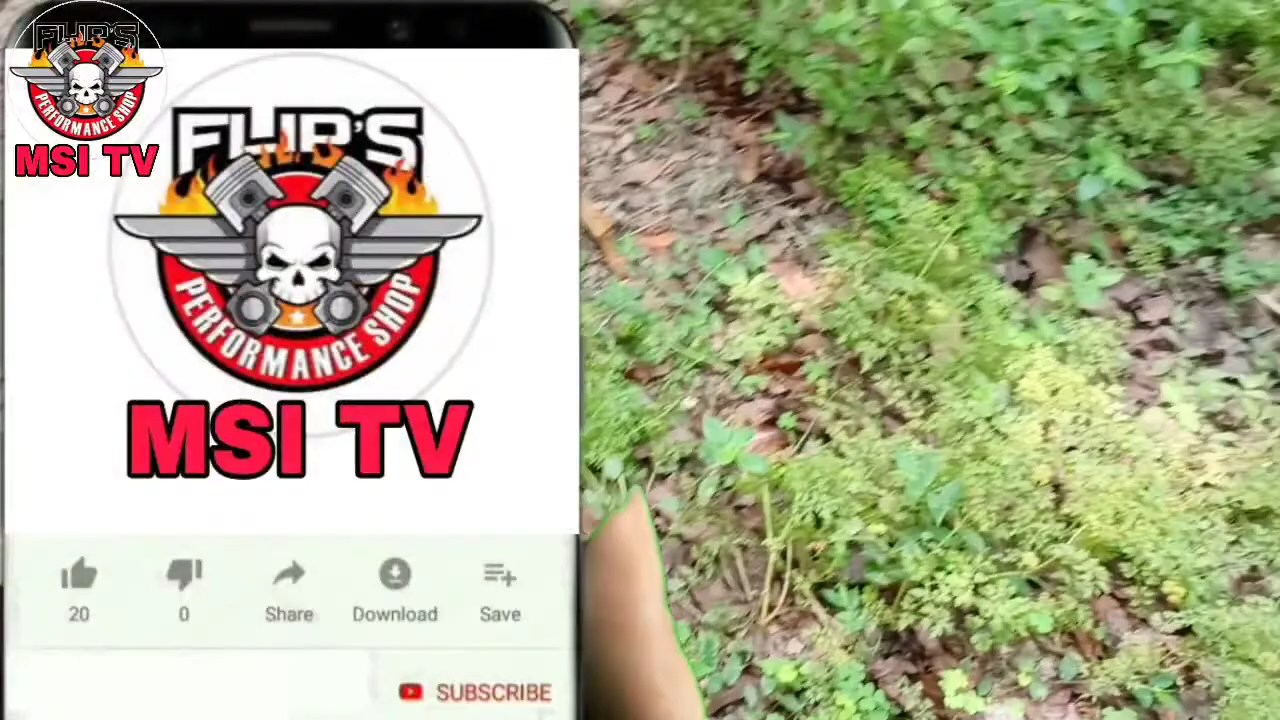 FLIP'S
PERFORMANCE SHOP
MSI TV
FLIP'S
PERFORMANCE SHOP
MSI TV
20
0
Share
Download
Save
SUBSCRIBE